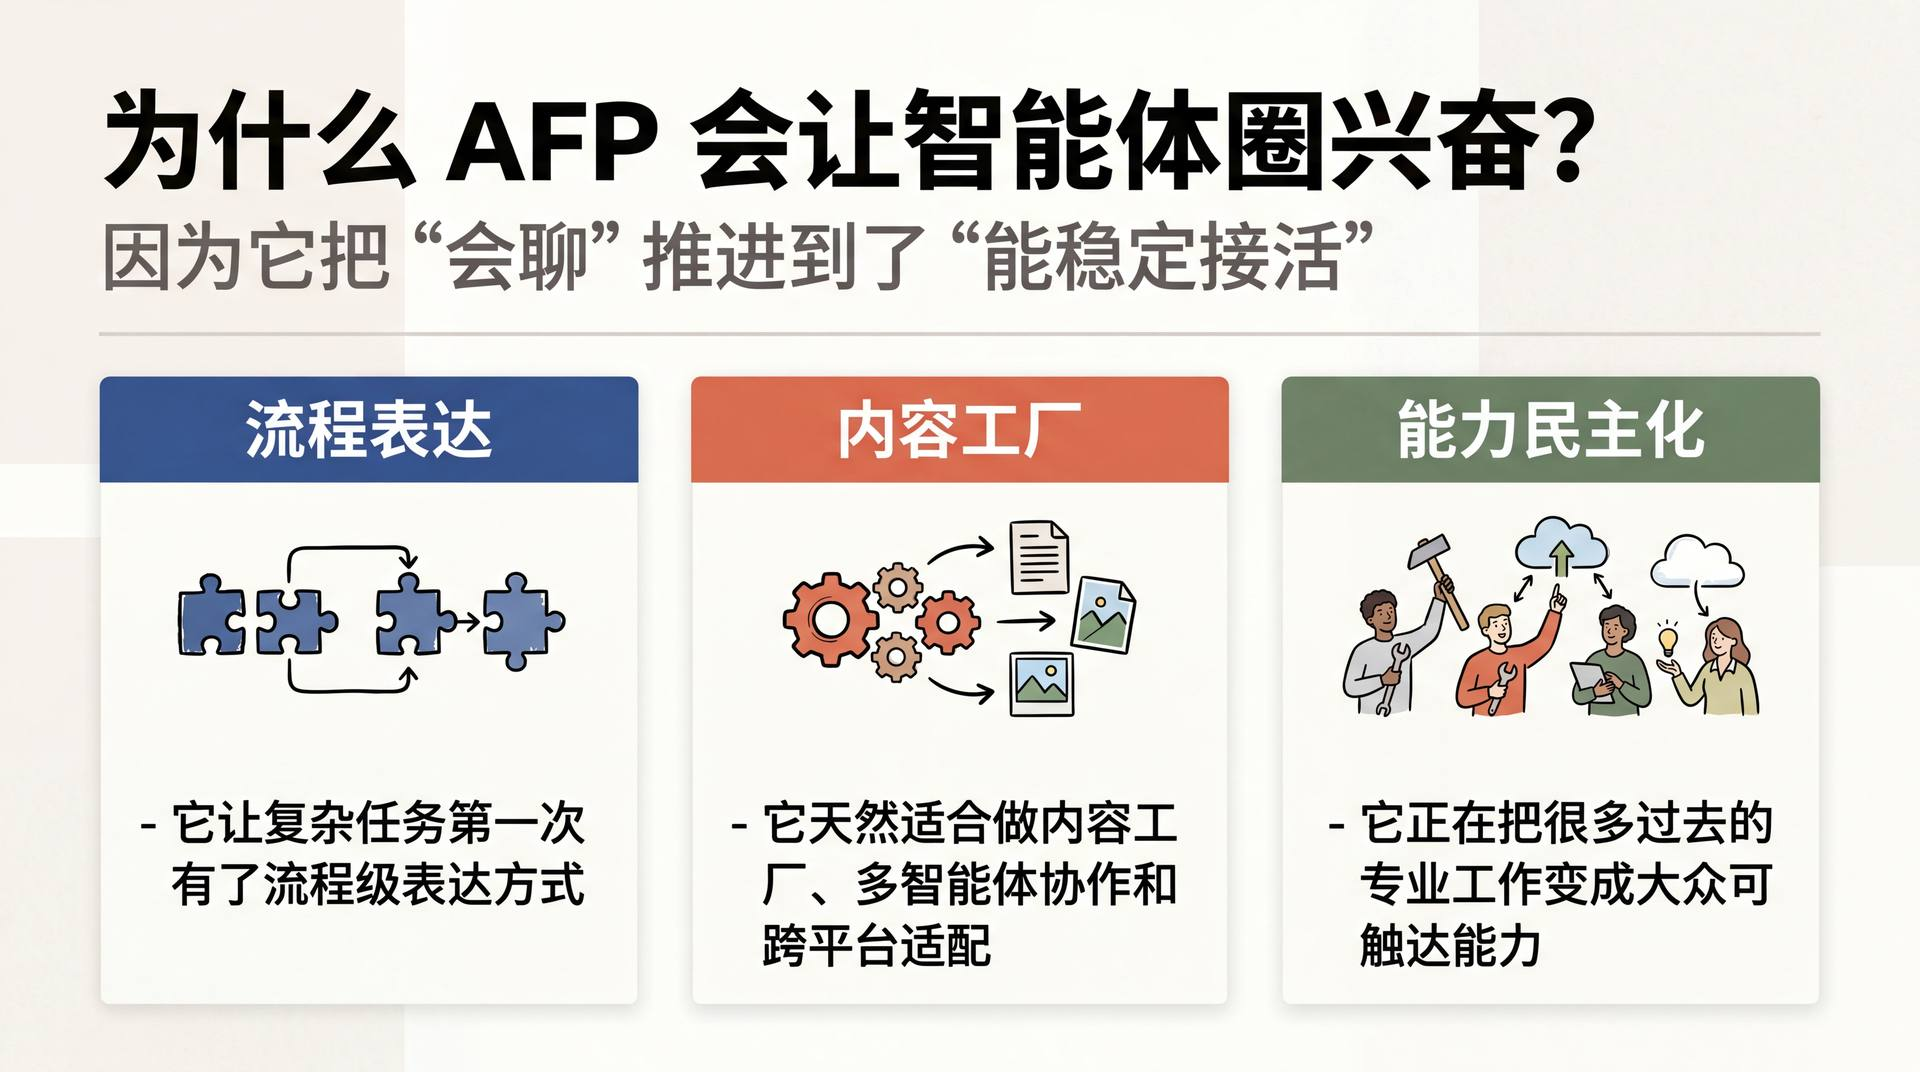 为什么 AFP 会让智能体圈兴奋？
因为它把“会聊”推进到了“能稳定接活”
流程表达
- 它让复杂任务第一次
有了流程级表达方式
内容工厂
- 它天然适合做内容工
厂、多智能体协作和
跨平台适配
能力民主化
- 它正在把很多过去的
专业工作变成大众可
触达能力